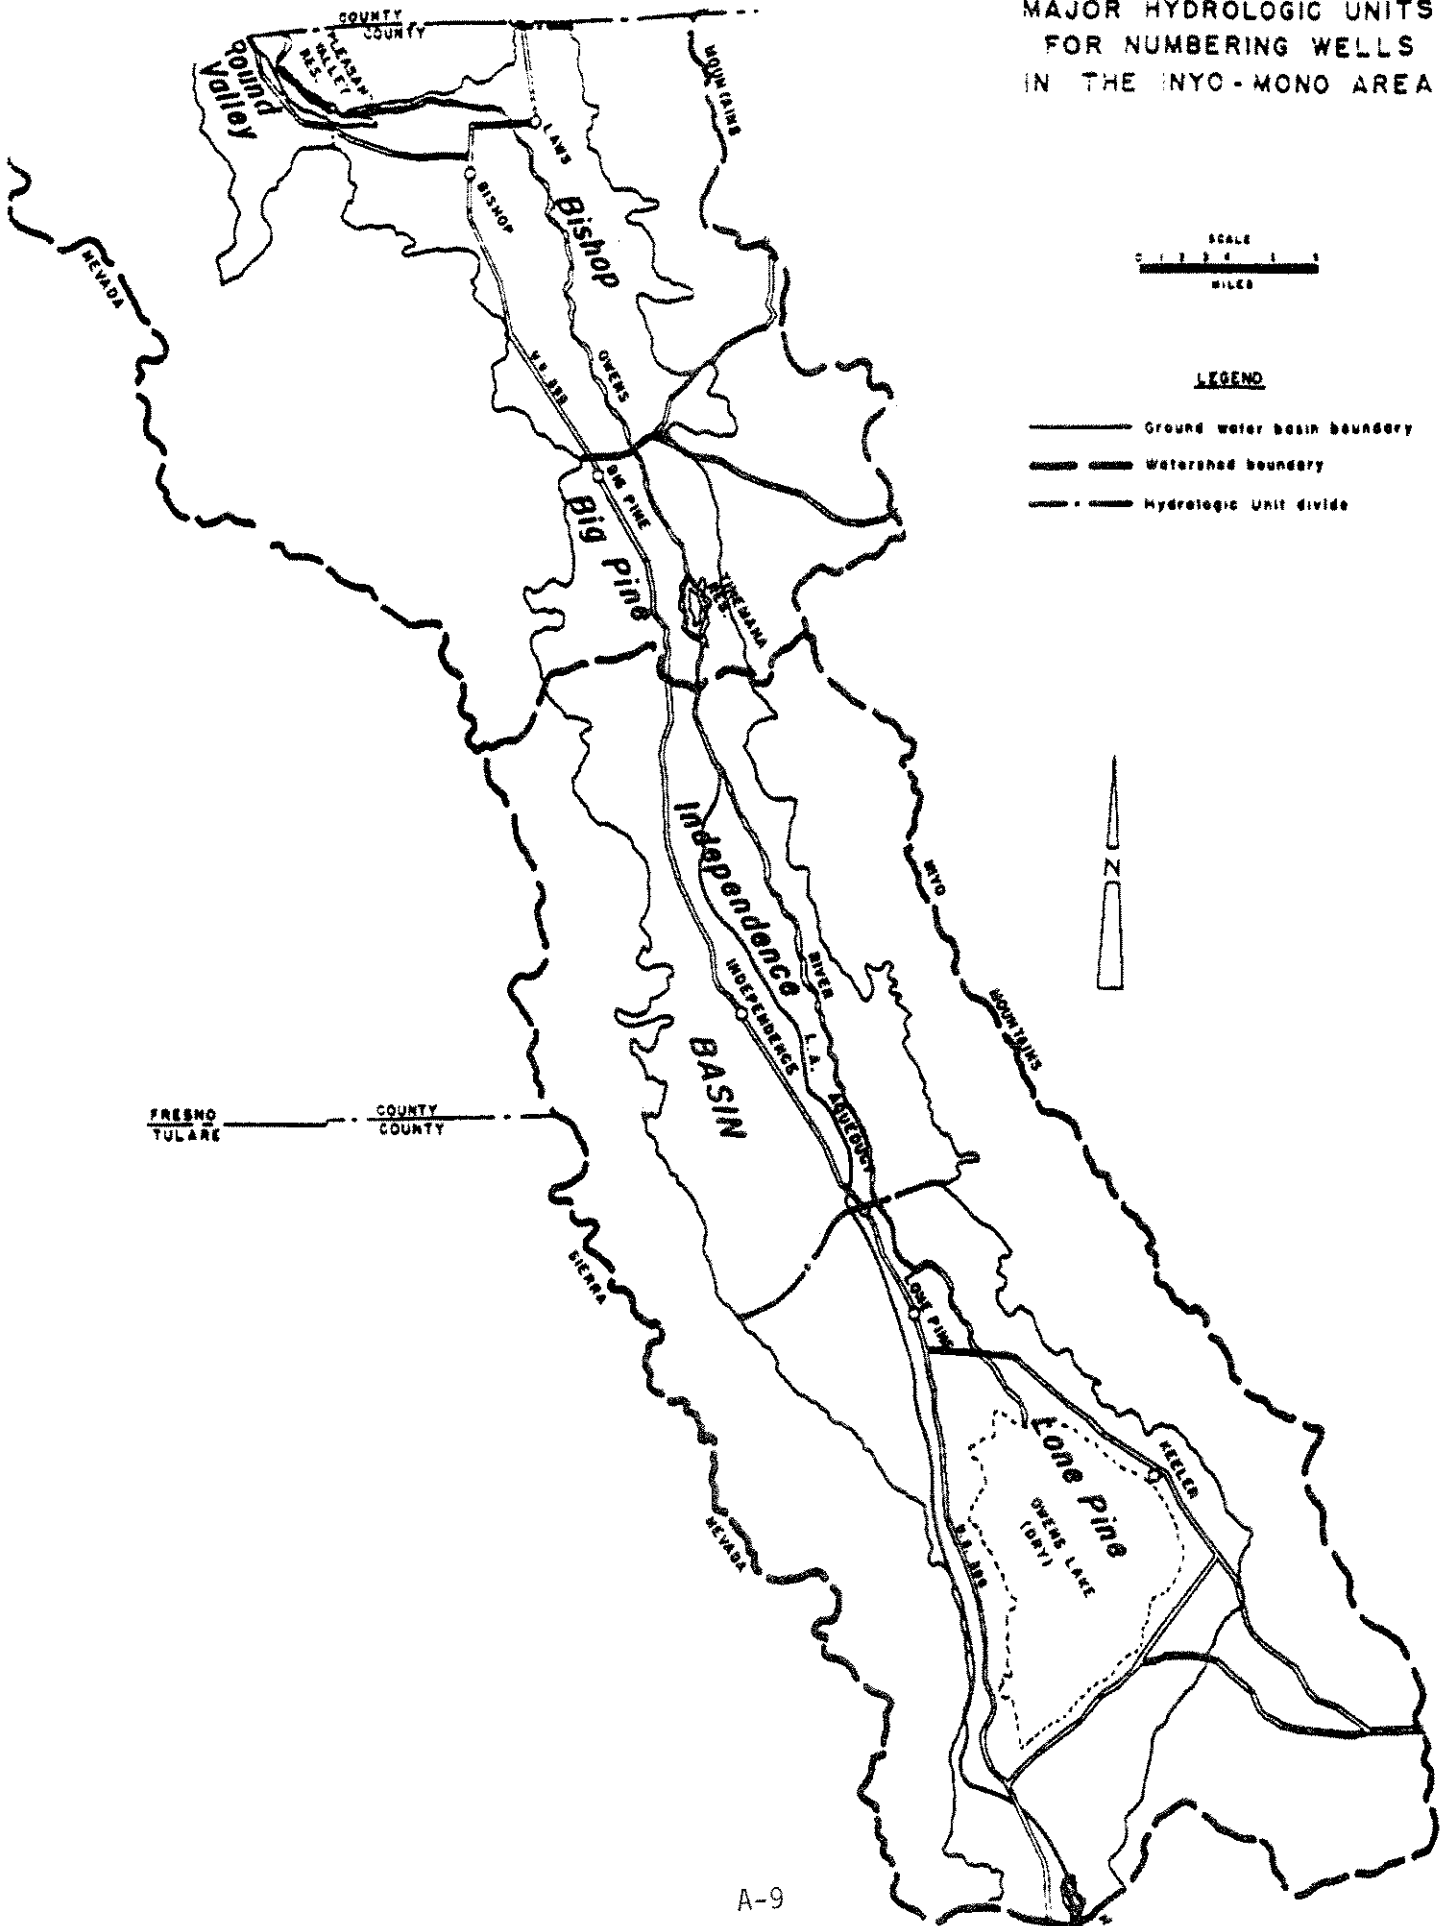 MAJOR HYDROLOGIC UNITS
FOR NUMBERING WELLS
IN THE INYO-MONO AREA
COUNTY
COUNTY
PLEASANT
VALLEY
RES.
Round
Valley
MOUNTAINS
LAWS
BISHOP
Bishop
NEVADA
SCALE
MILES
U.S. 395
OWENS
LEGEND
Ground water basin boundary
Watershed boundary
Hydrologic Unit divide
BIG PINE
Big Pine
TINEMAHA
RES.
Independence
INYO
N
RIVER
INDEPENDENCE
MOUNTAINS
L. A.
BASIN
AQUEDUCT
FRESNO
TULARE
COUNTY
COUNTY
SIERRA
LONE PINE
Lone Pine
KEELER
OWENS LAKE
(DRY)
NEVADA
U.S. 395
A-9